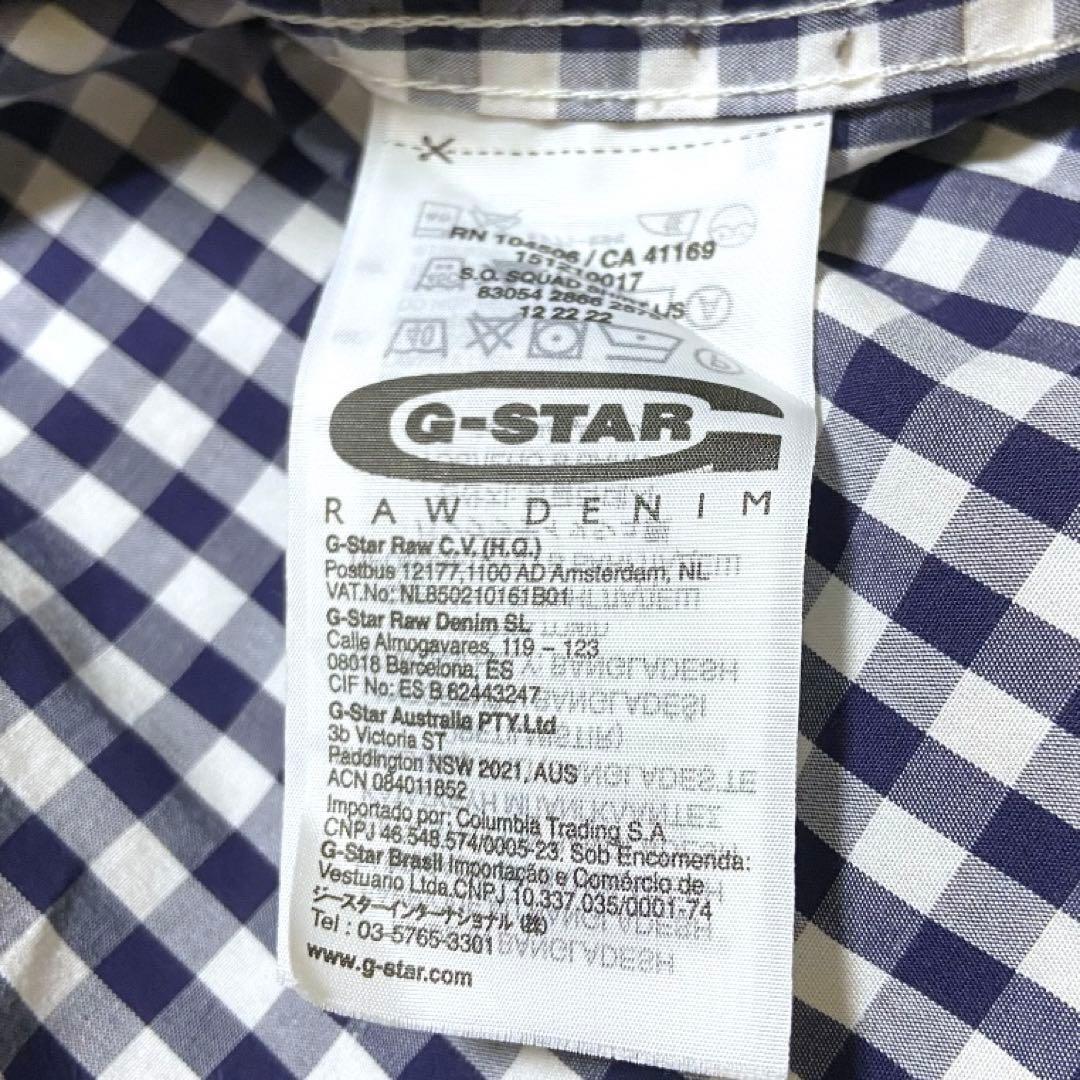 RN 104506 / CA 41169
151219017
S.O. SQUAD
83054 2866 257 L/S
12 22 22
G-STAR
RAW DENIM
G-Star Raw C.V. (H.Q.)
Postbus 12177,1100 AD Amsterdam, NL
VAT.No: NL850210161B01
G-Star Raw Denim SL
Calle Almogavares, 119 – 123
08018 Barcelona, ES
CIF No: ES B 62443247
G-Star Australia PTY.Ltd
3b Victoria ST
Paddington NSW 2021, AUS
ACN 084011852
Importado por: Columbia Trading S.A
CNPJ 46.548.574/0005-23. Sob Encomenda:
G-Star Brasil Importação e Comércio de
Vestuario Ltda.CNPJ 10.337.035/0001-74
ジースターインターナショナル (株)
Tel : 03-5765-3301
www.g-star.com